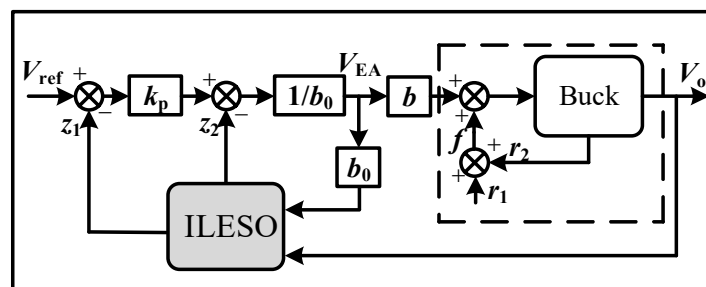 V_ref + − k_p + − 1/b_0 V_EA b + + Buck V_o
z_1 z_2 f + r_2
b_0 + r_1
ILESO